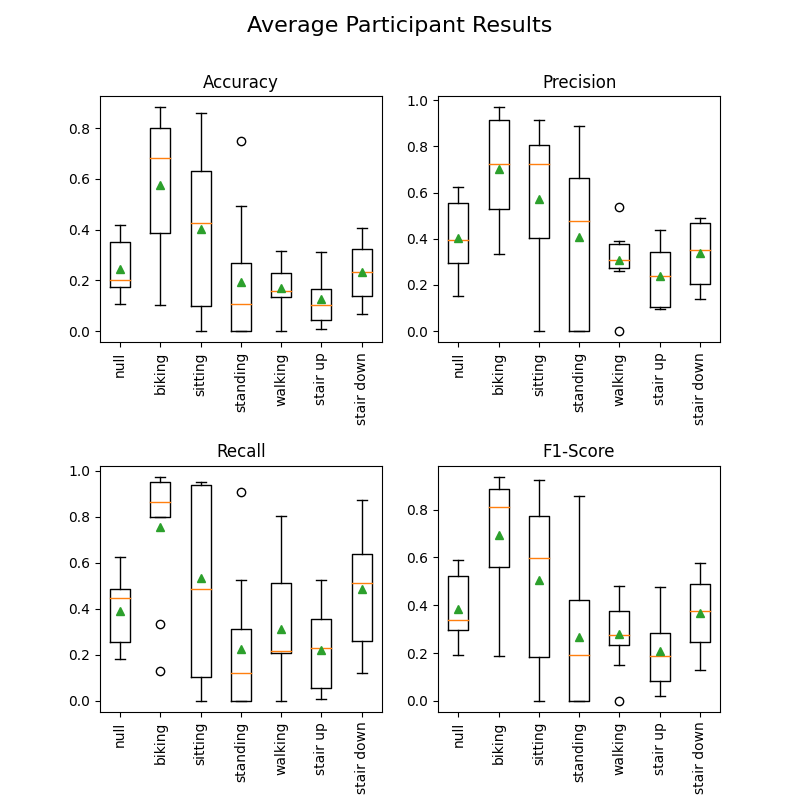 Average Participant Results
Accuracy
0.8
0.6
0.4
0.2
0.0
null
biking
sitting
standing
walking
stair up
stair down
Precision
1.0
0.8
0.6
0.4
0.2
0.0
null
biking
sitting
standing
walking
stair up
stair down
Recall
1.0
0.8
0.6
0.4
0.2
0.0
null
biking
sitting
standing
walking
stair up
stair down
F1-Score
0.8
0.6
0.4
0.2
0.0
null
biking
sitting
standing
walking
stair up
stair down